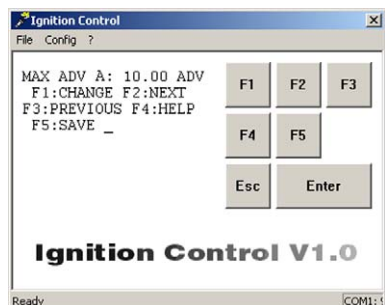 Ignition Control
File Config ?
MAX ADV A: 10.00 ADV
F1:CHANGE F2:NEXT
F3:PREVIOUS F4:HELP
F5:SAVE _
F1 F2 F3
F4 F5
Esc Enter
Ignition Control V1.0
Ready COM1: